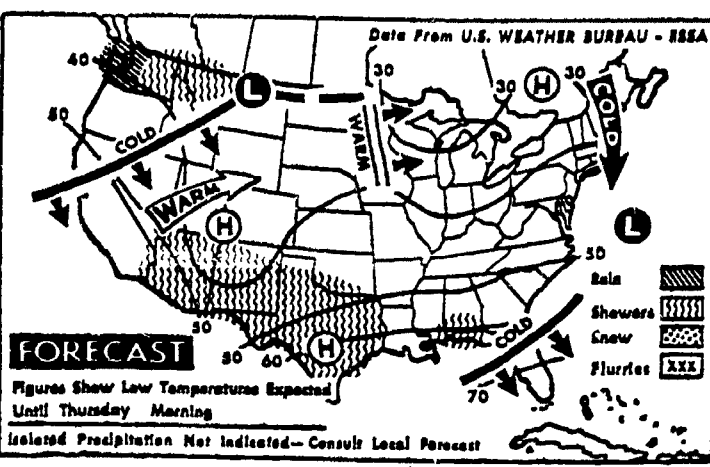 Data From U.S. WEATHER BUREAU - ESSA
40
30
30
H
30
L
COLD
50
COLD
WARM
WARM
H
L
50
Rain
Showers
Snow
Flurries XXX
50
50
60
H
COLD
70
FORECAST
Figures Show Low Temperatures Expected
Until Thursday Morning
Isolated Precipitation Not Indicated— Consult Local Forecast